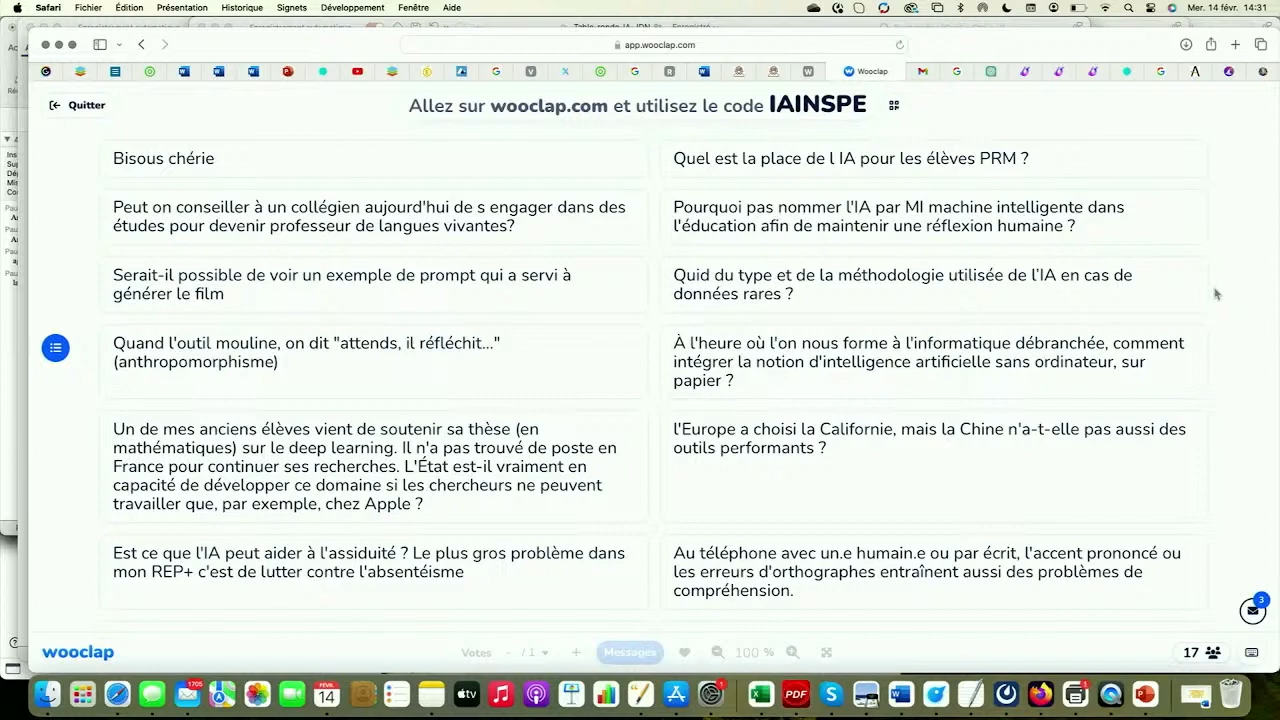 Safari Fichier Édition Présentation Historique Signets Développement Fenêtre Aide
Mer. 14 févr. 14:31
app.wooclap.com
Wooclap
Quitter
Allez sur wooclap.com et utilisez le code IAINSPE
Bisous chérie
Quel est la place de l IA pour les élèves PRM ?
Peut on conseiller à un collégien aujourd'hui de s engager dans des
études pour devenir professeur de langues vivantes?
Pourquoi pas nommer l'IA par MI machine intelligente dans
l'éducation afin de maintenir une réflexion humaine ?
Serait-il possible de voir un exemple de prompt qui a servi à
générer le film
Quid du type et de la méthodologie utilisée de l'IA en cas de
données rares ?
Quand l'outil mouline, on dit "attends, il réfléchit..."
(anthropomorphisme)
À l'heure où l'on nous forme à l'informatique débranchée, comment
intégrer la notion d'intelligence artificielle sans ordinateur, sur
papier ?
Un de mes anciens élèves vient de soutenir sa thèse (en
mathématiques) sur le deep learning. Il n'a pas trouvé de poste en
France pour continuer ses recherches. L'État est-il vraiment en
capacité de développer ce domaine si les chercheurs ne peuvent
travailler que, par exemple, chez Apple ?
l'Europe a choisi la Californie, mais la Chine n'a-t-elle pas aussi des
outils performants ?
Est ce que l'IA peut aider à l'assiduité ? Le plus gros problème dans
mon REP+ c'est de lutter contre l'absentéisme
Au téléphone avec un.e humain.e ou par écrit, l'accent prononcé ou
les erreurs d'orthographes entraînent aussi des problèmes de
compréhension.
3
wooclap
Votes - / 1
Messages
100 %
17
1705
FÉVR.
14
tv
PDF
1